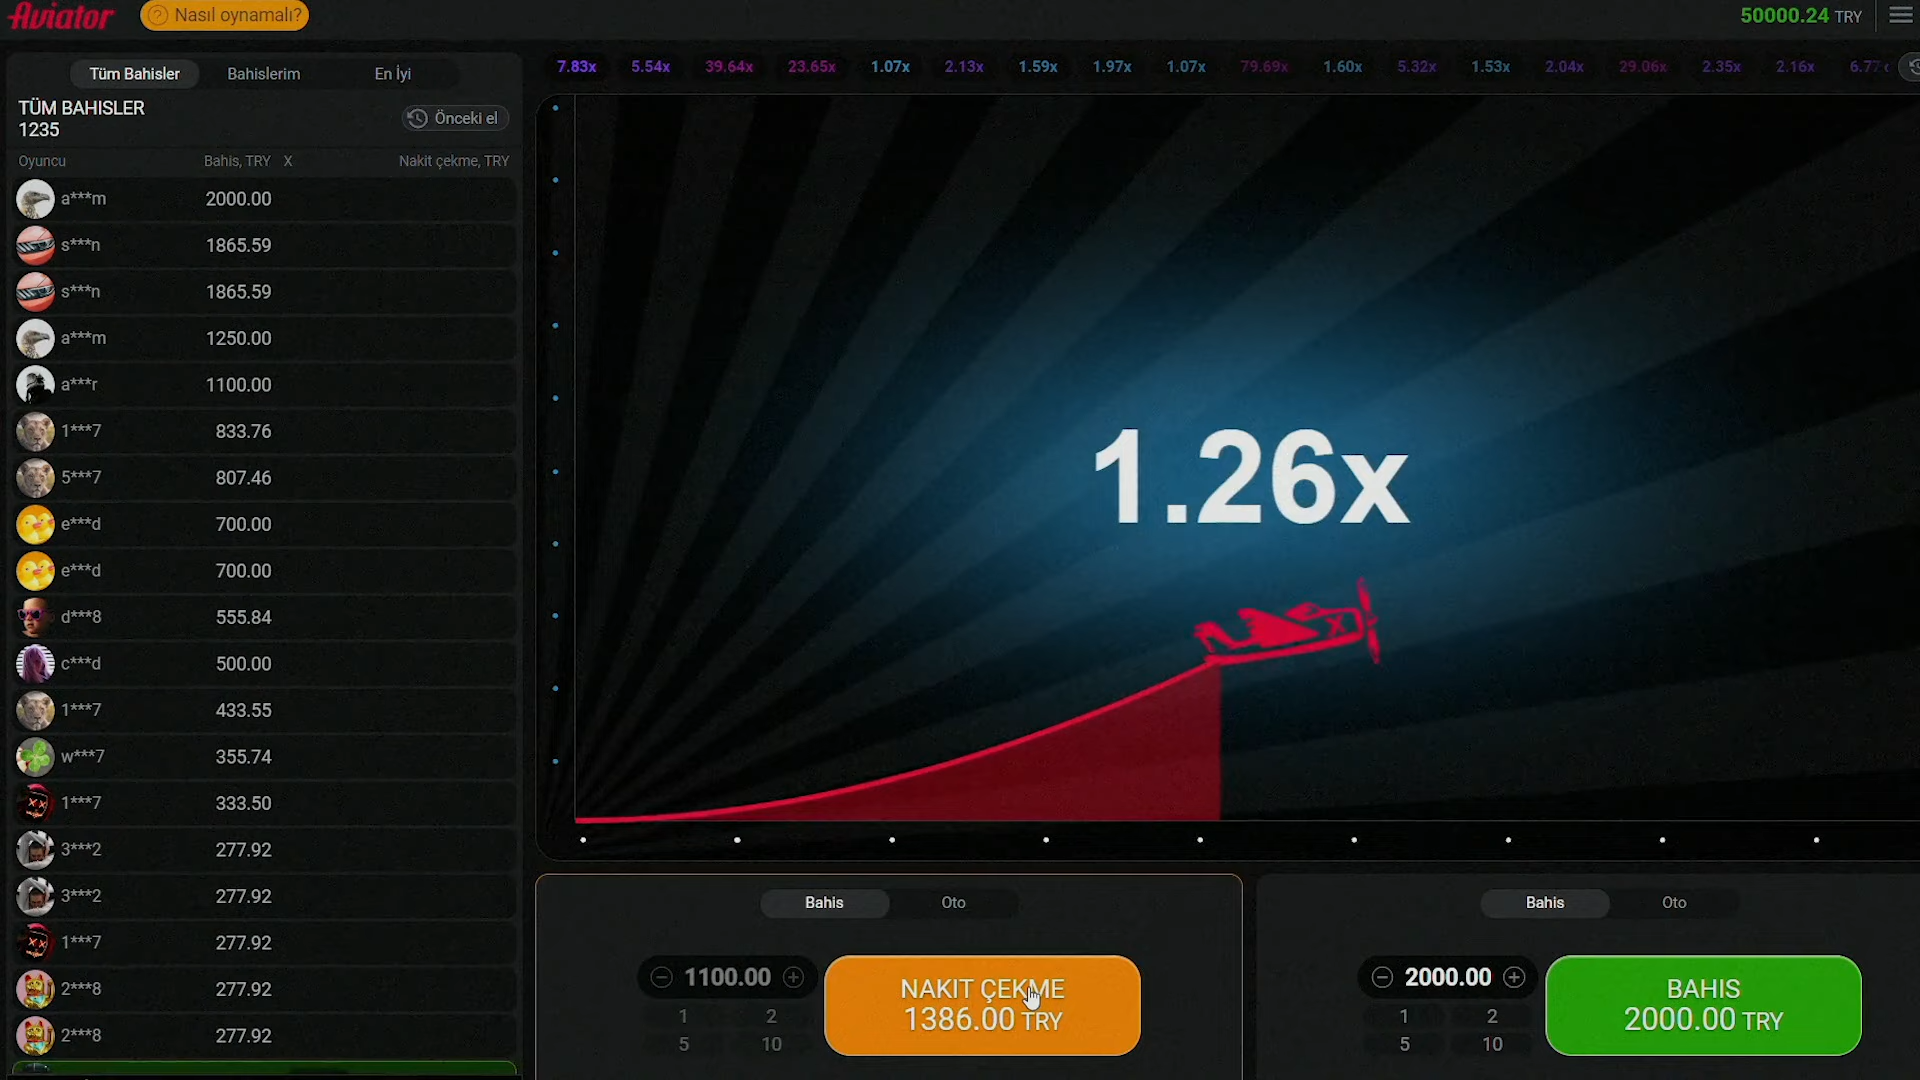 Aviator
? Nasıl oynamalı?
50000.24 TRY
Tüm Bahisler
Bahislerim
En İyi
7.83x 5.54x 39.64x 23.65x 1.07x 2.13x 1.59x 1.97x 1.07x 79.69x 1.60x 5.32x 1.53x 2.04x 29.06x 2.35x 2.16x
TÜM BAHISLER
1235
Önceki el
Oyuncu Bahis, TRY X Nakit çekme, TRY
a***m 2000.00
s***n 1865.59
s***n 1865.59
a***m 1250.00
a***r 1100.00
1***7 833.76
5***7 807.46
e***d 700.00
e***d 700.00
d***8 555.84
c***d 500.00
1***7 433.55
w***7 355.74
1***7 333.50
3***2 277.92
3***2 277.92
1***7 277.92
2***8 277.92
2***8 277.92
1.26x
Bahis Oto
1100.00
1 2
5 10
NAKIT ÇEKME
1386.00 TRY
Bahis Oto
2000.00
1 2
5 10
BAHIS
2000.00 TRY